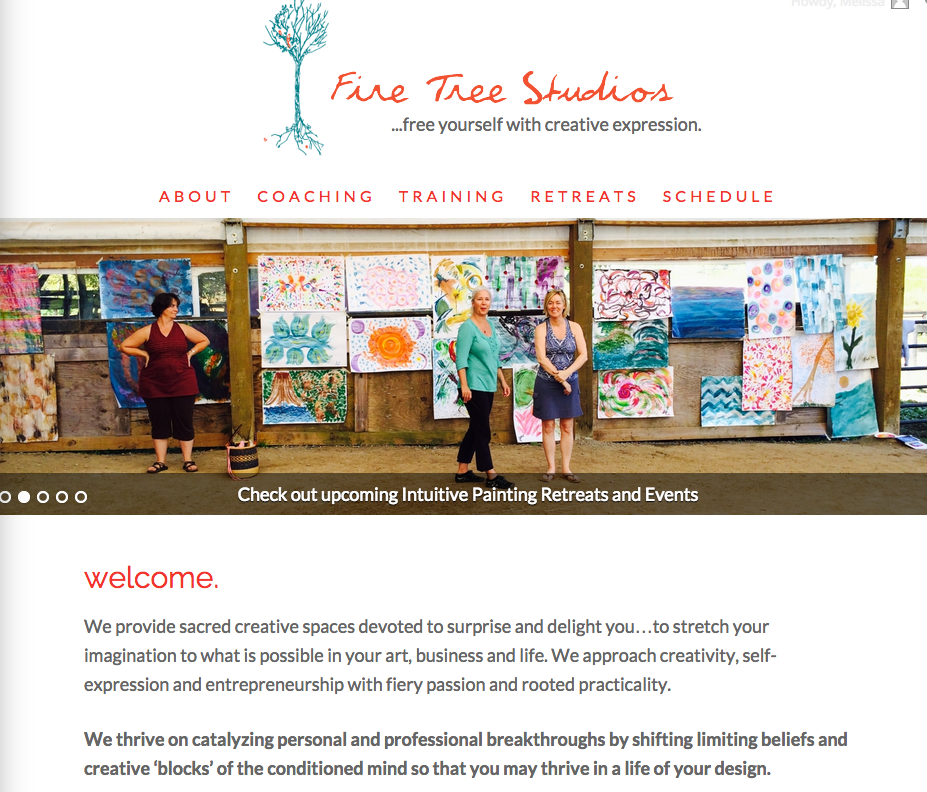 Howdy, Melissa
Fire Tree Studios
...free yourself with creative expression.
ABOUT COACHING TRAINING RETREATS SCHEDULE
Check out upcoming Intuitive Painting Retreats and Events
welcome.
We provide sacred creative spaces devoted to surprise and delight you…to stretch your
imagination to what is possible in your art, business and life. We approach creativity, self-
expression and entrepreneurship with fiery passion and rooted practicality.
We thrive on catalyzing personal and professional breakthroughs by shifting limiting beliefs and
creative ‘blocks’ of the conditioned mind so that you may thrive in a life of your design.